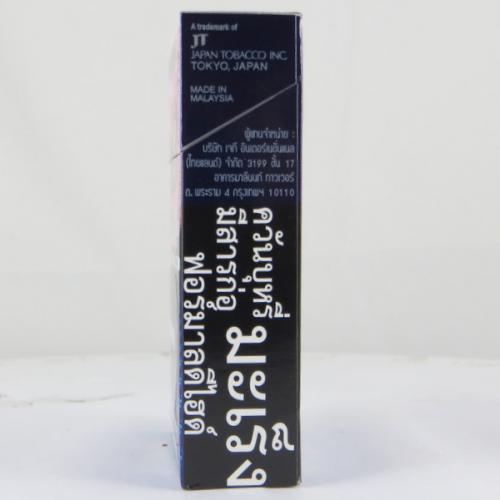 A trademark of
JT
JAPAN TOBACCO INC.
TOKYO, JAPAN
MADE IN
MALAYSIA
ผู้แทนจำหน่าย :
บริษัท เจที อินเตอร์เนชั่นแนล
(ไทยแลนด์) จำกัด 3199 ชั้น 17
อาคารมาลีนนท์ ทาวเวอร์
ถ. พระราม 4 กรุงเทพฯ 10110
ควันบุหรี่
มีสารก่อมะเร็ง
ฟอร์มาลดีไฮด์